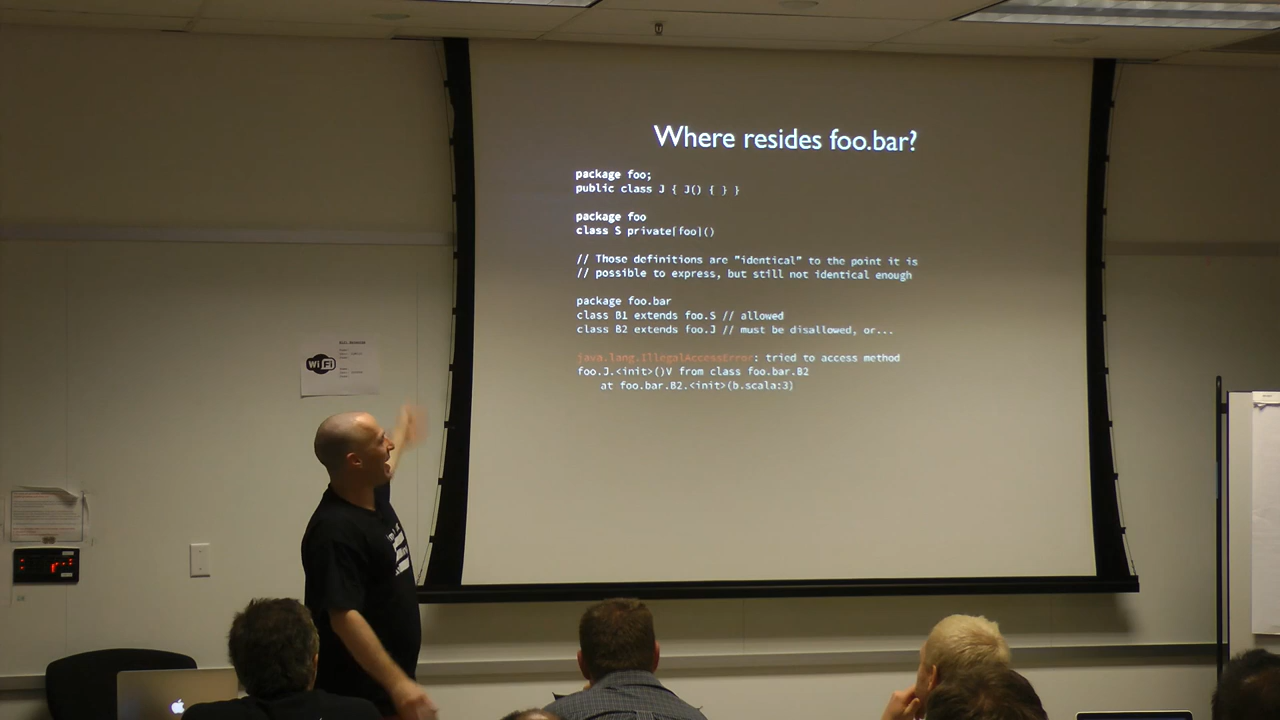 Where resides foo.bar?
package foo;
public class J { J() { } }
package foo
class S private[foo]()
// Those definitions are "identical" to the point it is
// possible to express, but still not identical enough
package foo.bar
class B1 extends foo.S // allowed
class B2 extends foo.J // must be disallowed, or...
java.lang.IllegalAccessError: tried to access method
foo.J.<init>()V from class foo.bar.B2
at foo.bar.B2.<init>(b.scala:3)
WiFi